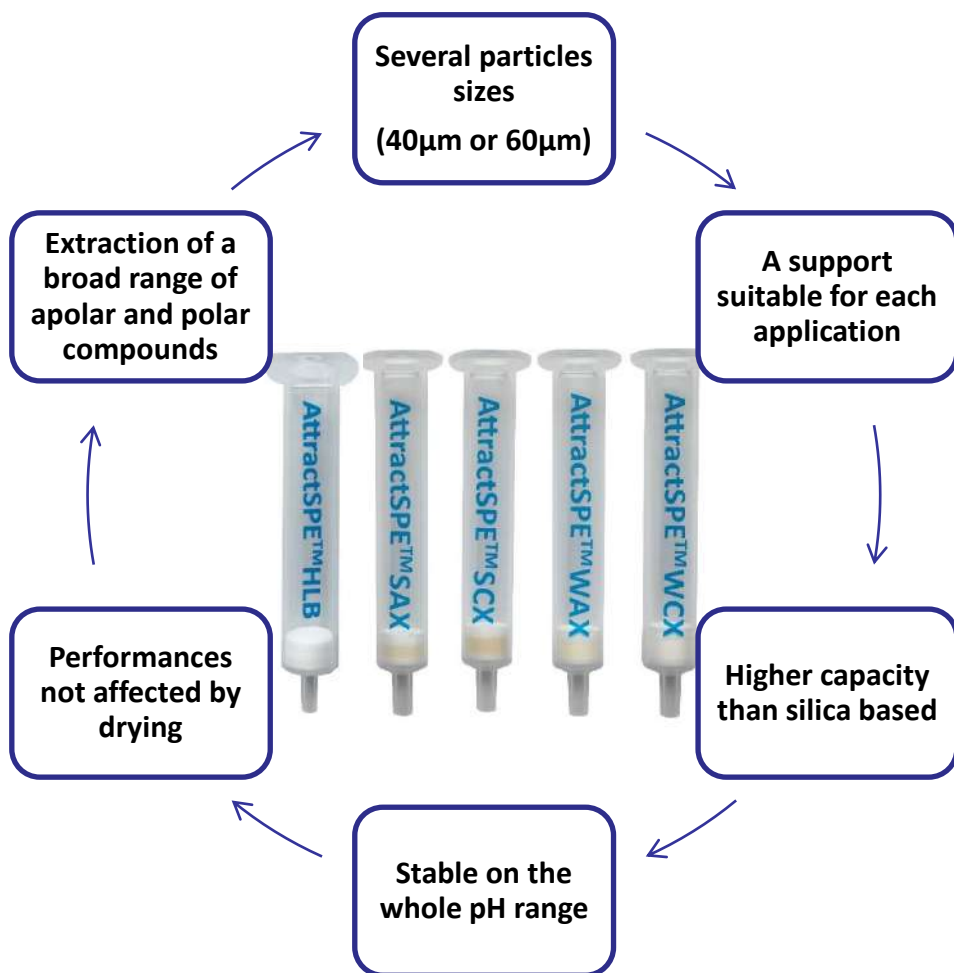 Several particles
sizes
(40µm or 60µm)
A support
suitable for each
application
Higher capacity
than silica based
Stable on the
whole pH range
Performances
not affected by
drying
Extraction of a
broad range of
apolar and polar
compounds
AttractSPE™HLB
AttractSPE™SAX
AttractSPE™SCX
AttractSPE™WAX
AttractSPE™WCX